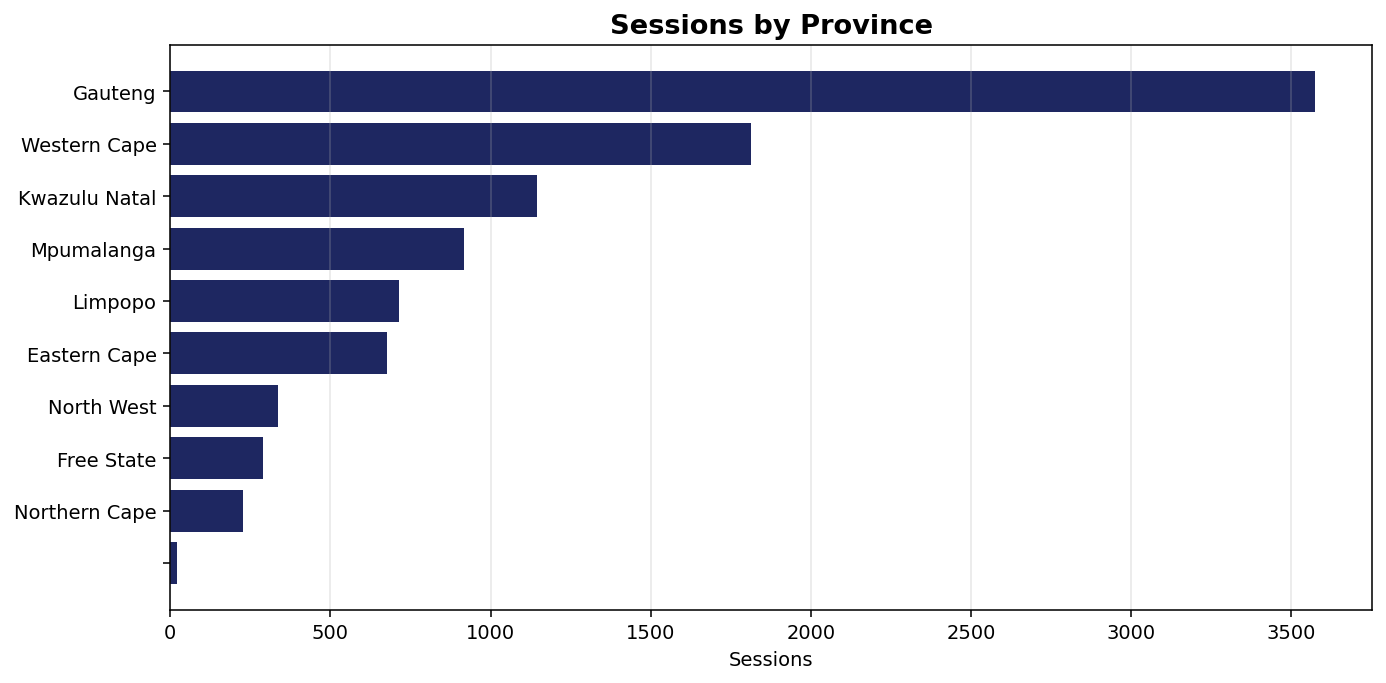 Sessions by Province
Gauteng
Western Cape
Kwazulu Natal
Mpumalanga
Limpopo
Eastern Cape
North West
Free State
Northern Cape
0 500 1000 1500 2000 2500 3000 3500
Sessions